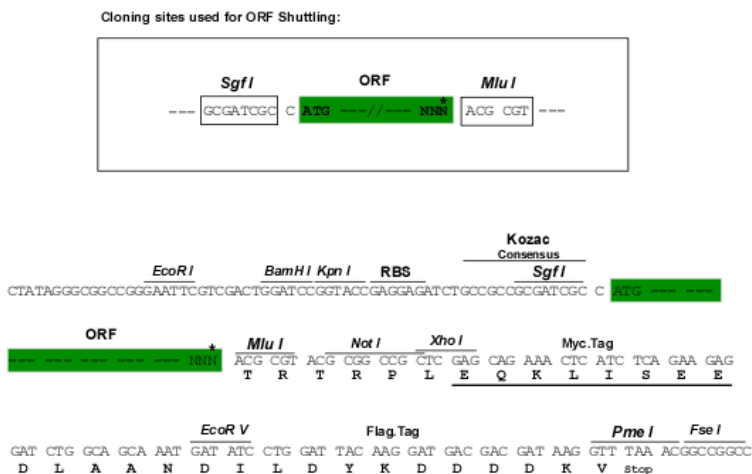 Cloning sites used for ORF Shuttling:
Sgf I ORF Mlu I
--- GCGATCGC C ATG ---//--- NNN* ACG CGT ---
Kozac
Consensus
EcoR I BamH I Kpn I RBS Sgf I
CTATAGGGCGGCCGGGAATTCGTCGACTGGATCCGGTACCGAGGAGATCTGCCGCCGCGATCGC C ATG --- ---
ORF Mlu I Not I Xho I Myc.Tag
--- --- --- --- --- --- NNN* ACG CGT ACG CGG CCG CTC GAG CAG AAA CTC ATC TCA GAA GAG
T R T R P L E Q K L I S E E
EcoR V Flag.Tag Pme I Fse I
GAT CTG GCA GCA AAT GAT ATC CTG GAT TAC AAG GAT GAC GAC GAT AAG GTT TAA ACGGCCGGCC
D L A A N D I L D Y K D D D D K V Stop